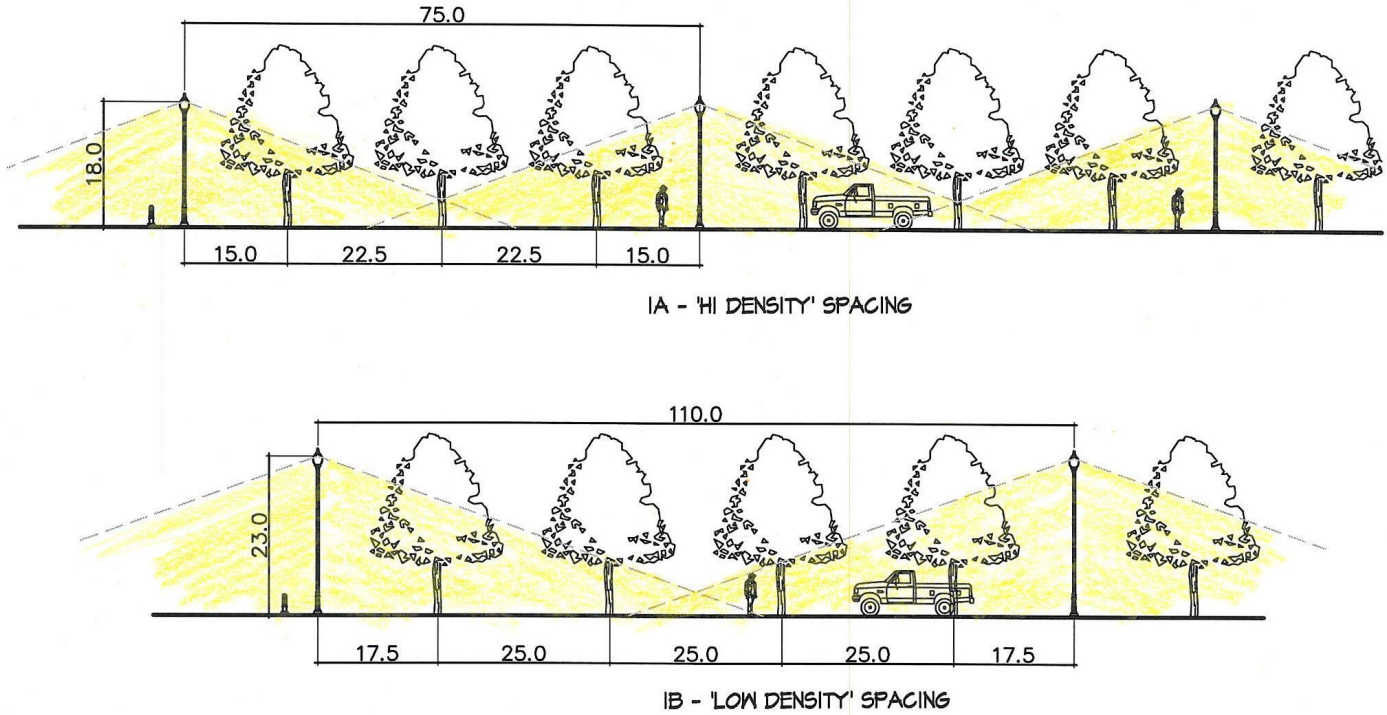 75.0
18.0
15.0 22.5 22.5 15.0
1A - 'HI DENSITY' SPACING
110.0
23.0
17.5 25.0 25.0 25.0 17.5
1B - 'LOW DENSITY' SPACING